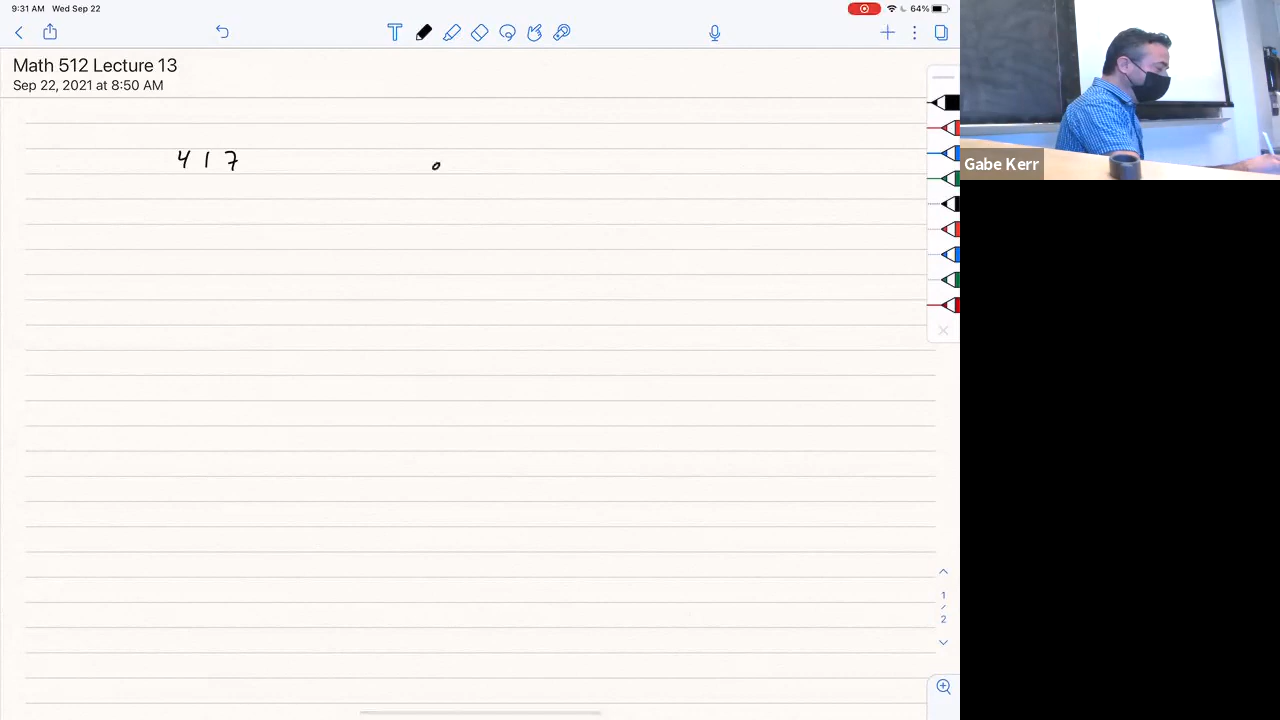 9:31 AM Wed Sep 22
64%
Math 512 Lecture 13
Sep 22, 2021 at 8:50 AM
4 1 7
Gabe Kerr
1
/
2